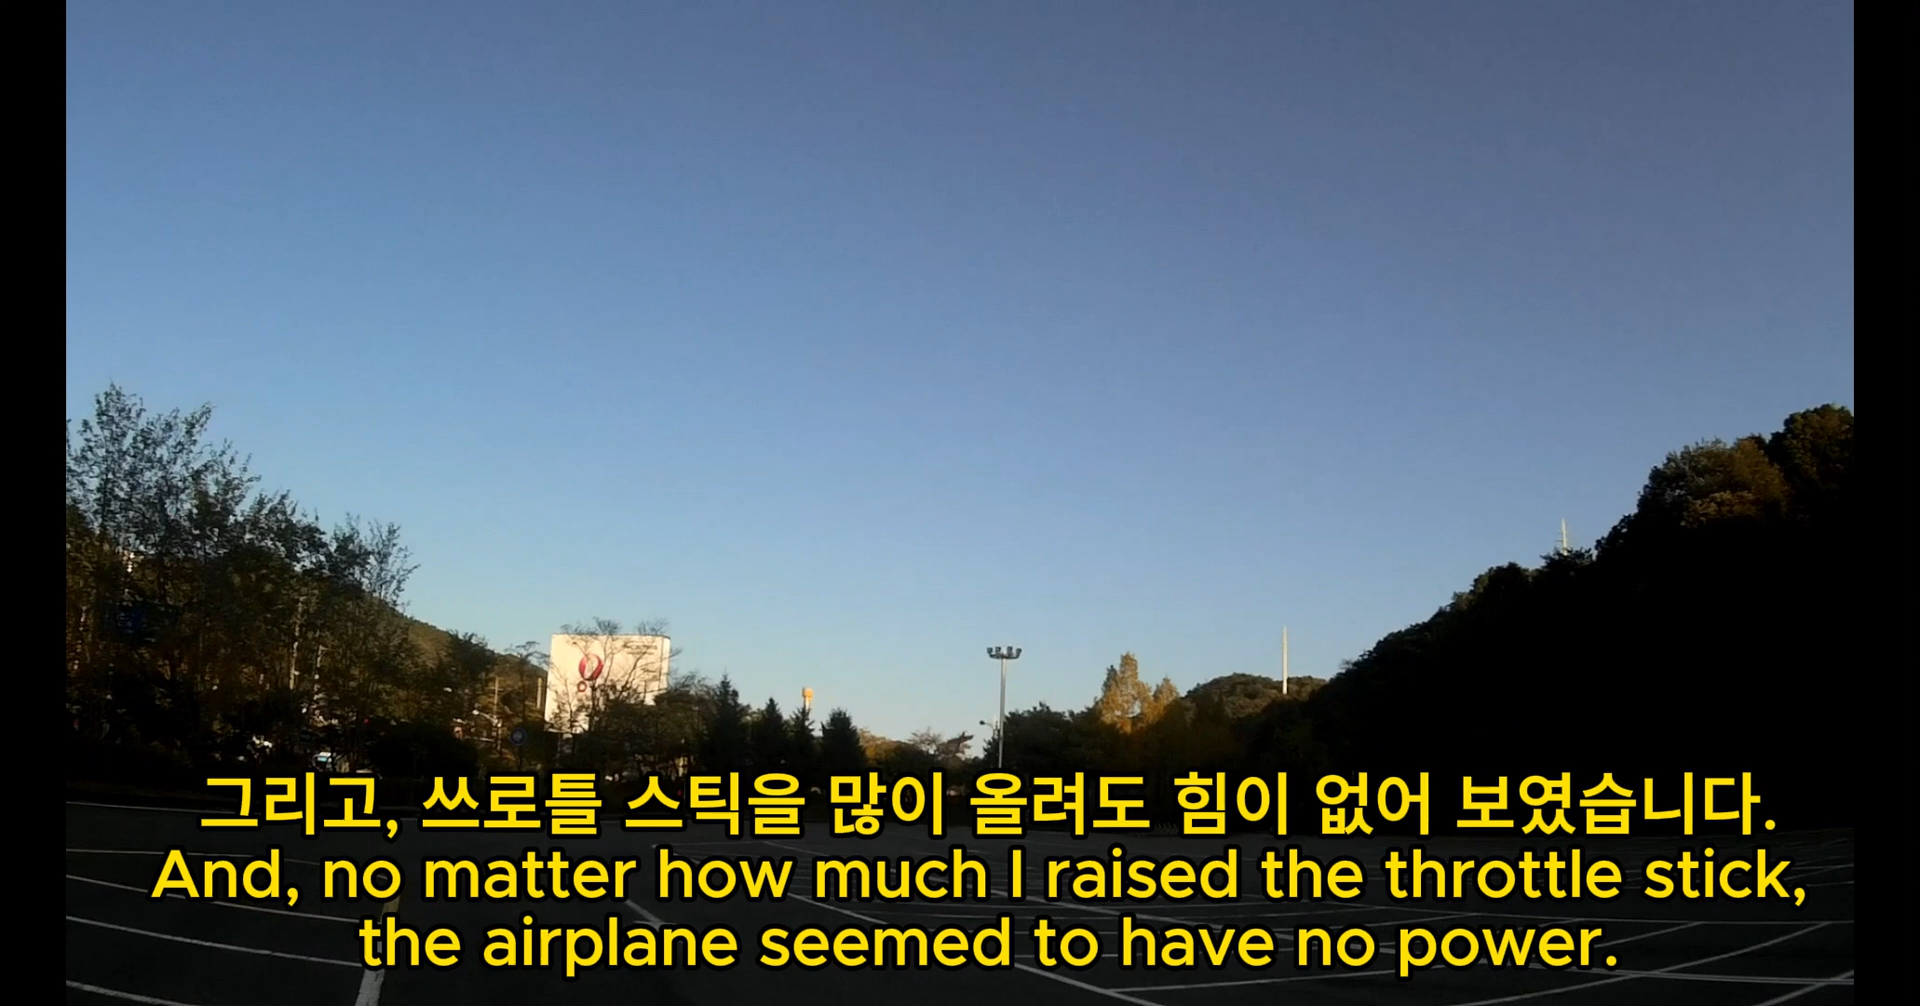 그리고, 쓰로틀 스틱을 많이 올려도 힘이 없어 보였습니다.
And, no matter how much I raised the throttle stick,
the airplane seemed to have no power.